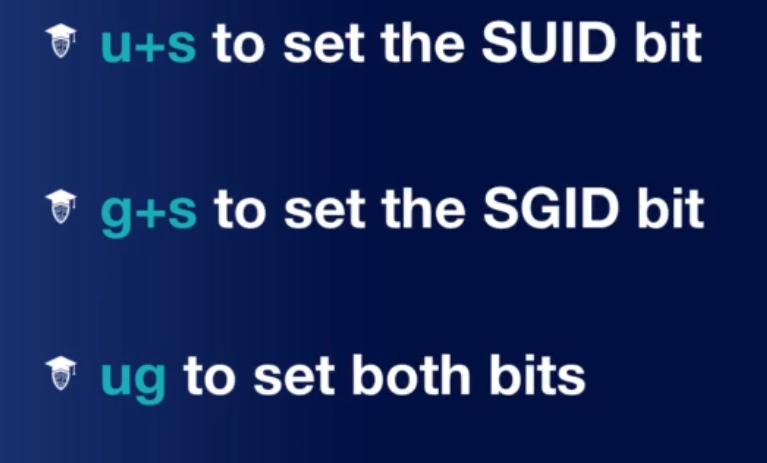 u+s to set the SUID bit
g+s to set the SGID bit
ug to set both bits